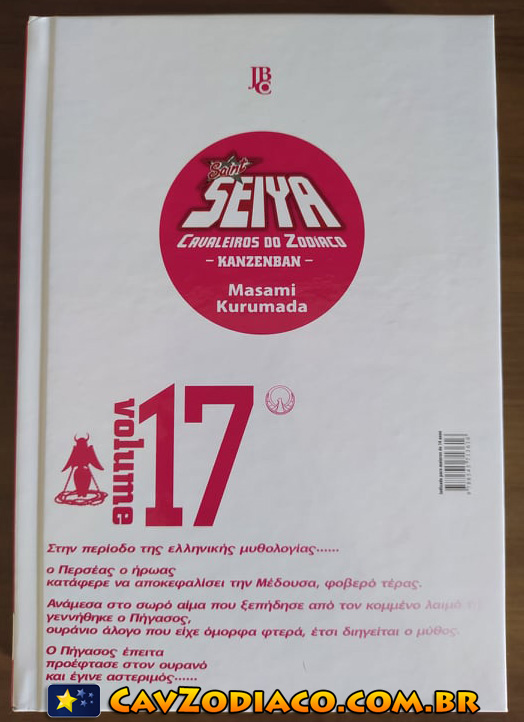 JBC
Saint
SEIYA
CAVALEIROS DO ZODIACO
- KANZENBAN -
Masami
Kurumada
volume
17
Στην περίοδο της ελληνικής μυθολογίας......
ο Περσέας ο ήρωας
κατάφερε να αποκεφαλίσει την Μέδουσα, φοβερό τέρας.
Ανάμεσα στο σωρό αίμα που ξεπήδησε από τον κομμένο λαιμό
γεννήθηκε ο Πήγασος,
ουράνιο άλογο που είχε όμορφα φτερά, έτσι διηγείται ο μύθος.
Ο Πήγασος έπειτα
προέφτασε στον ουρανό
και έγινε αστερισμός......
CAVZODIACO.COM.BR